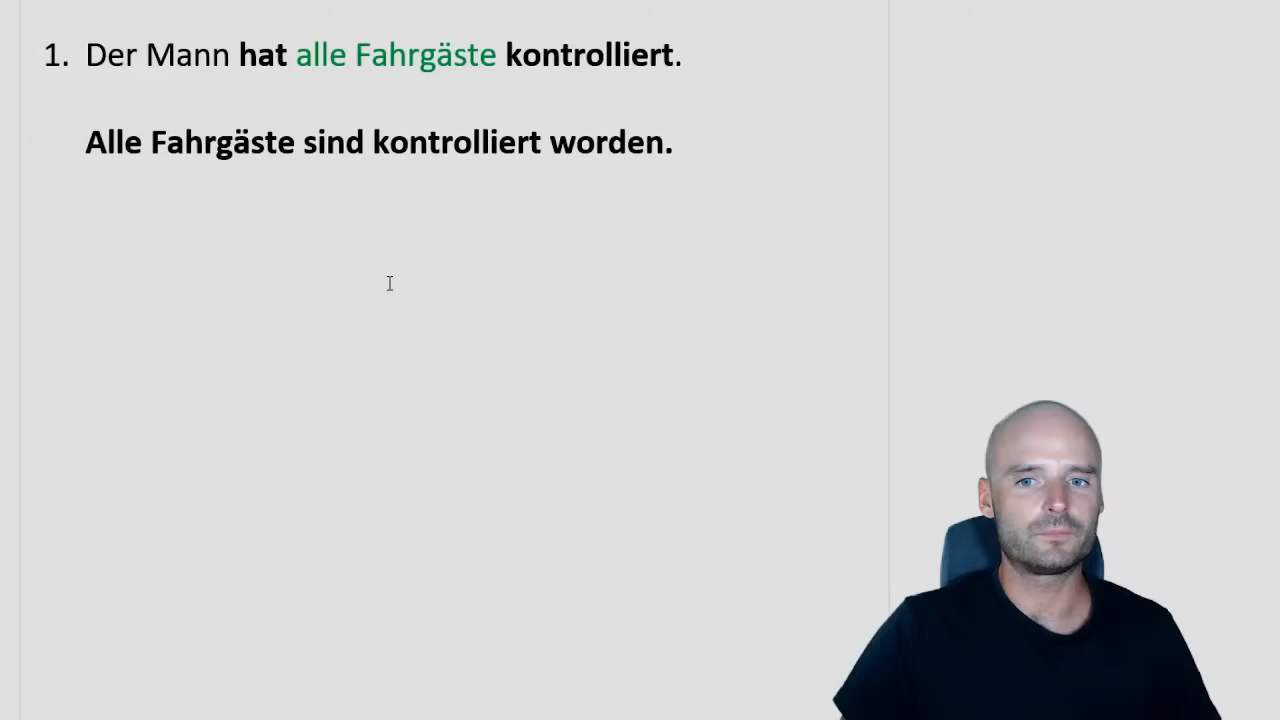 1. Der Mann hat alle Fahrgäste kontrolliert.
Alle Fahrgäste sind kontrolliert worden.